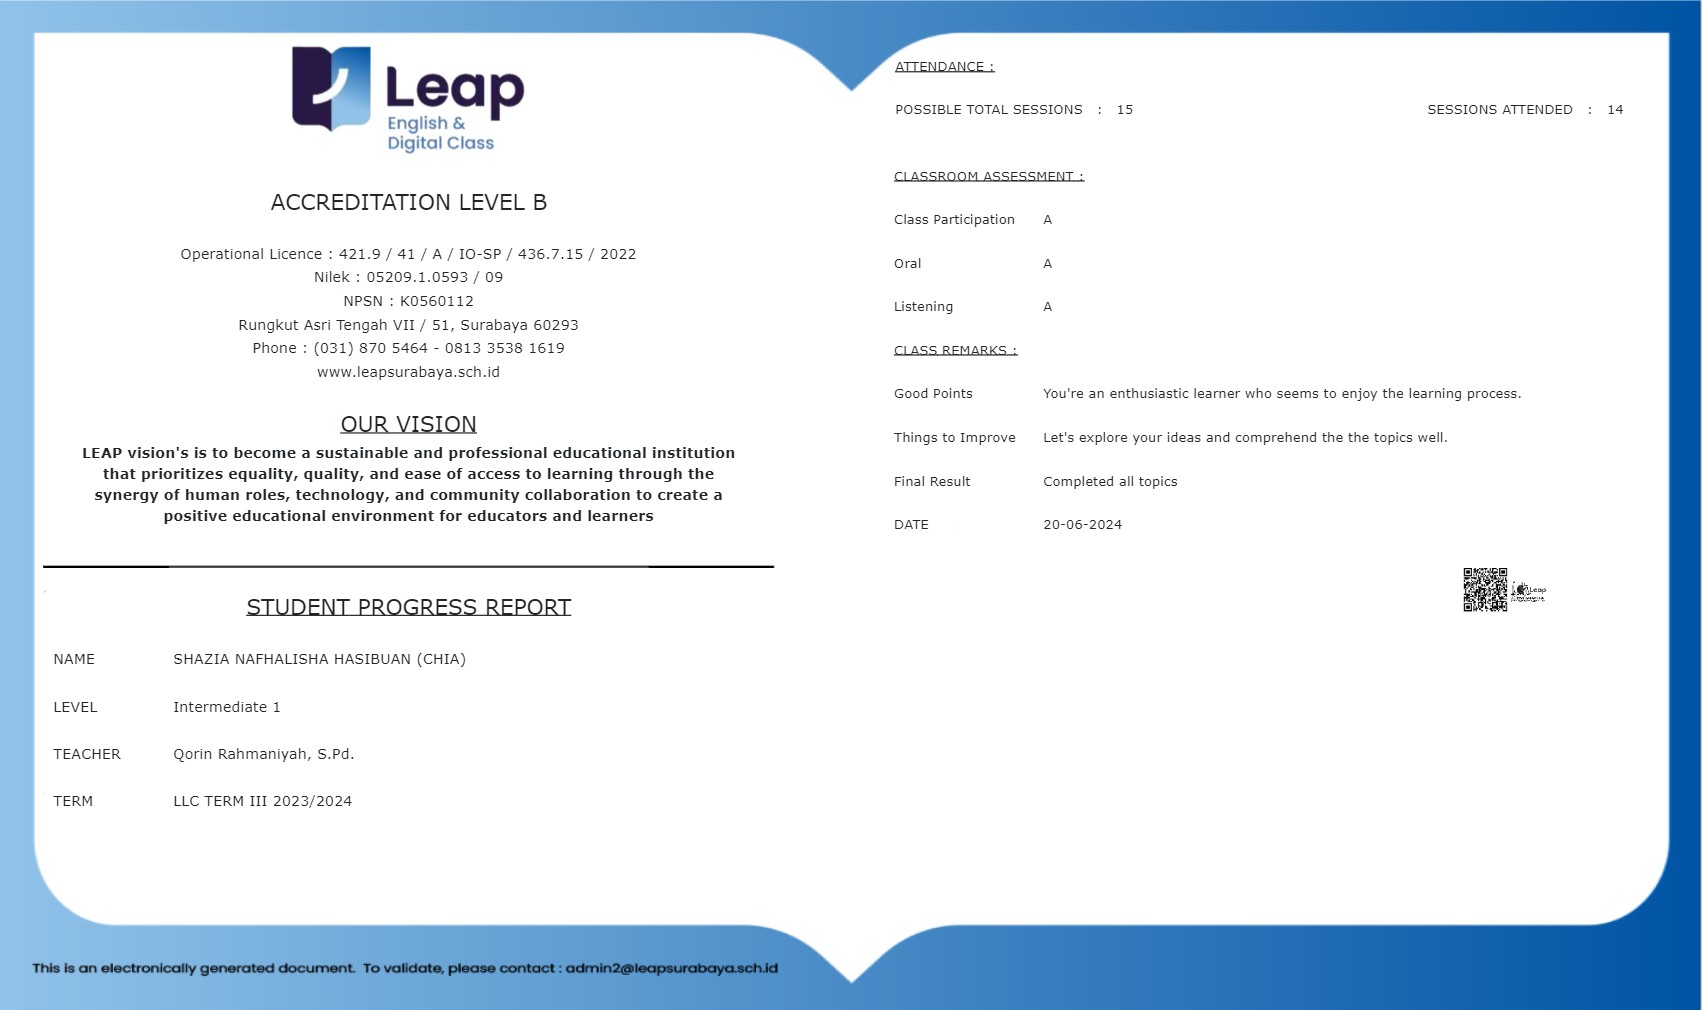 Leap
English &
Digital Class
ACCREDITATION LEVEL B
Operational Licence : 421.9 / 41 / A / IO-SP / 436.7.15 / 2022
Nilek : 05209.1.0593 / 09
NPSN : K0560112
Rungkut Asri Tengah VII / 51, Surabaya 60293
Phone : (031) 870 5464 - 0813 3538 1619
www.leapsurabaya.sch.id
OUR VISION
LEAP vision's is to become a sustainable and professional educational institution
that prioritizes equality, quality, and ease of access to learning through the
synergy of human roles, technology, and community collaboration to create a
positive educational environment for educators and learners
STUDENT PROGRESS REPORT
NAME SHAZIA NAFHALISHA HASIBUAN (CHIA)
LEVEL Intermediate 1
TEACHER Qorin Rahmaniyah, S.Pd.
TERM LLC TERM III 2023/2024
ATTENDANCE :
POSSIBLE TOTAL SESSIONS : 15 SESSIONS ATTENDED : 14
CLASSROOM ASSESSMENT :
Class Participation A
Oral A
Listening A
CLASS REMARKS :
Good Points You're an enthusiastic learner who seems to enjoy the learning process.
Things to Improve Let's explore your ideas and comprehend the the topics well.
Final Result Completed all topics
DATE 20-06-2024
Leap
This is an electronically generated document. To validate, please contact : admin2@leapsurabaya.sch.id